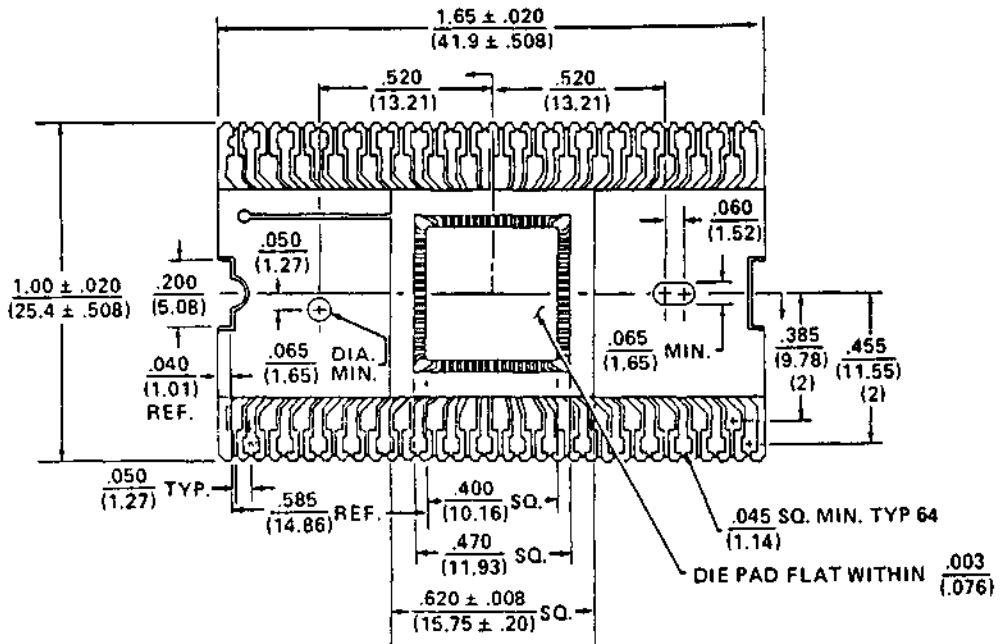 1.65 ± .020
(41.9 ± .508)
.520
(13.21)
.520
(13.21)
.060
(1.52)
.050
(1.27)
1.00 ± .020
(25.4 ± .508)
.200
(5.08)
.065
(1.65)
DIA.
MIN.
.065
(1.65)
MIN.
.385
(9.78)
(2)
.455
(11.55)
(2)
.040
(1.01)
REF.
.050
(1.27)
TYP.
.585
(14.86)
REF.
.400
(10.16)
SQ.
.045
(1.14)
SQ. MIN. TYP 64
.470
(11.93)
SQ.
DIE PAD FLAT WITHIN
.003
(.076)
.620 ± .008
(15.75 ± .20)
SQ.